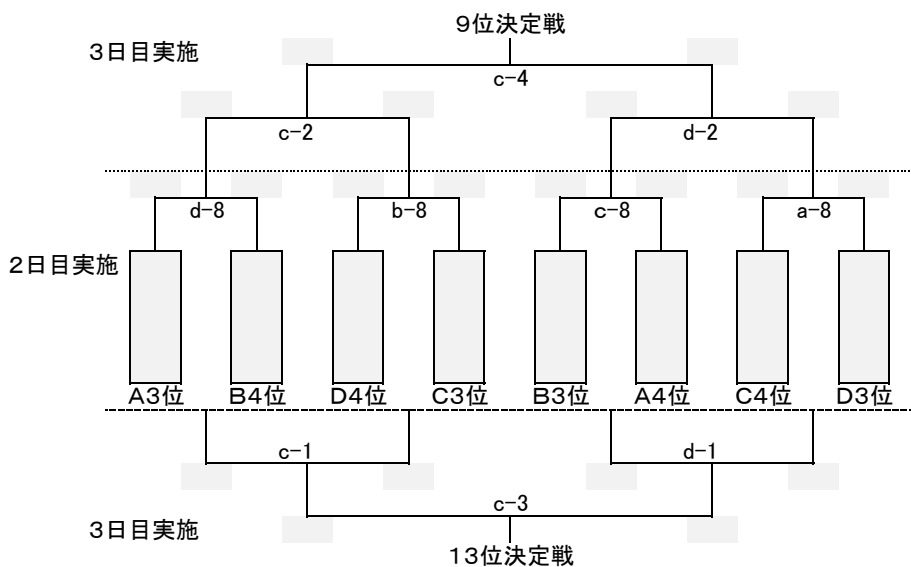 9位決定戦
3日目実施
c-4
c-2
d-2
d-8
b-8
c-8
a-8
2日目実施
A3位
B4位
D4位
C3位
B3位
A4位
C4位
D3位
c-1
d-1
c-3
3日目実施
13位決定戦